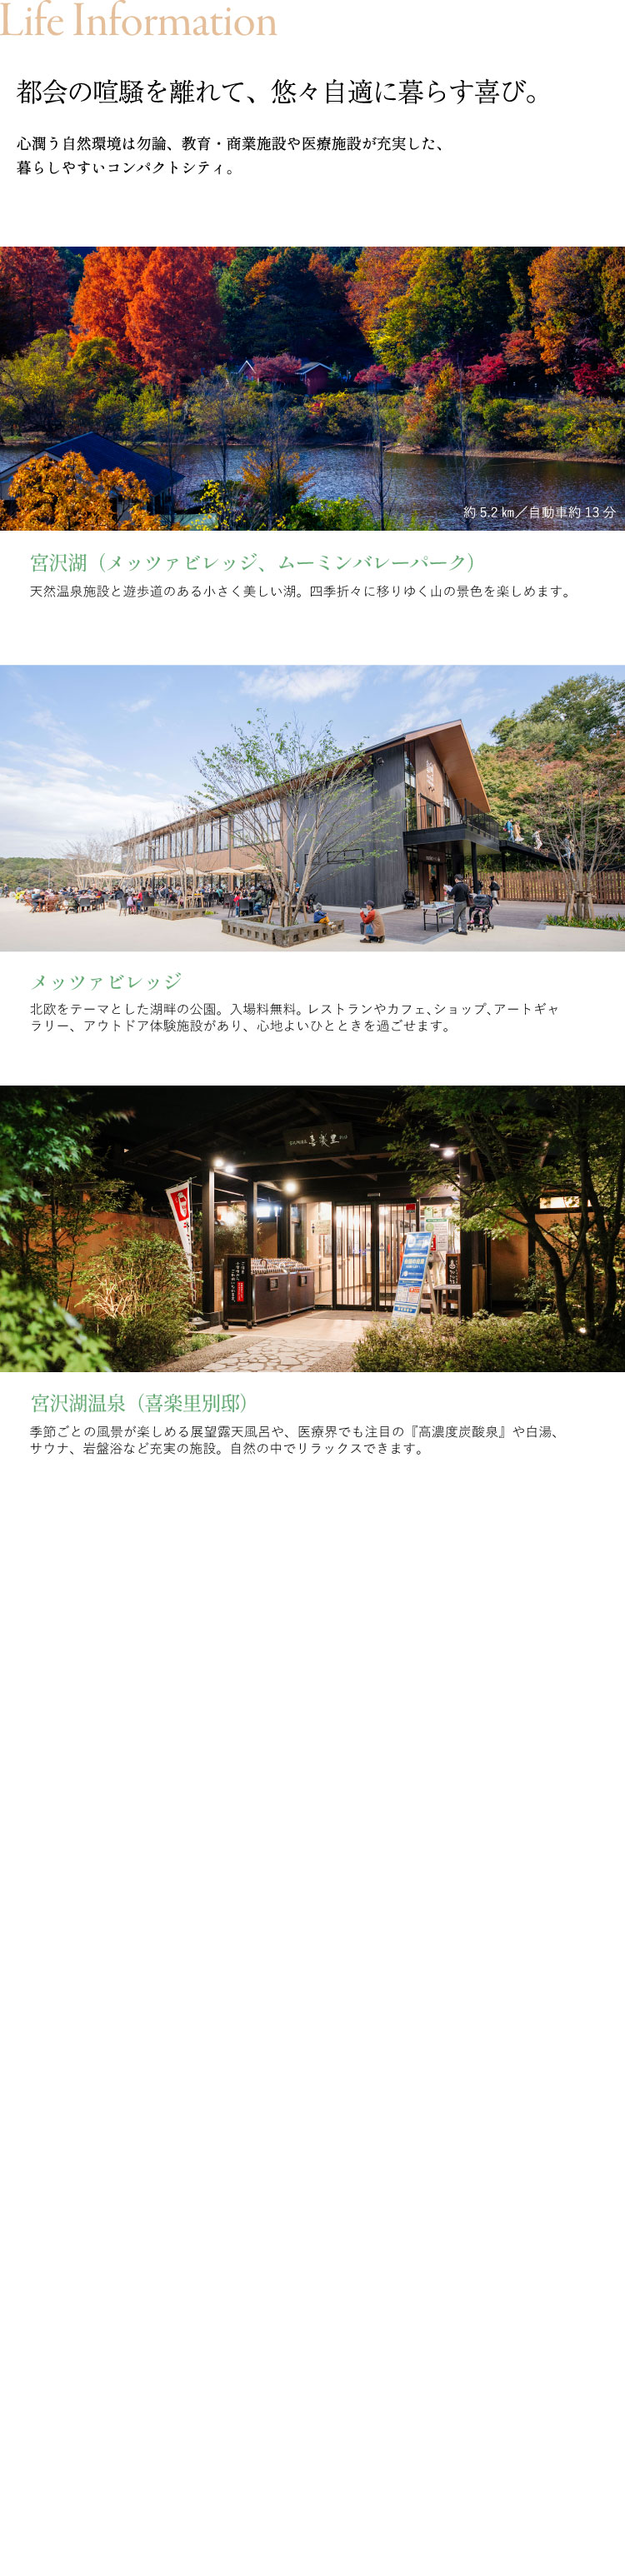 Life Information
都会の喧騒を離れて、悠々自適に暮らす喜び。
心潤う自然環境は勿論、教育・商業施設や医療施設が充実した、
暮らしやすいコンパクトシティ。
約 5.2 ㎞／自動車約 13 分
宮沢湖（メッツァビレッジ、ムーミンバレーパーク）
天然温泉施設と遊歩道のある小さく美しい湖。四季折々に移りゆく山の景色を楽しめます。
メッツァビレッジ
北欧をテーマとした湖畔の公園。入場料無料。レストランやカフェ、ショップ、アートギャ
ラリー、アウトドア体験施設があり、心地よいひとときを過ごせます。
喜楽里
宮沢湖温泉（喜楽里別邸）
季節ごとの風景が楽しめる展望露天風呂や、医療界でも注目の『高濃度炭酸泉』や白湯、
サウナ、岩盤浴など充実の施設。自然の中でリラックスできます。